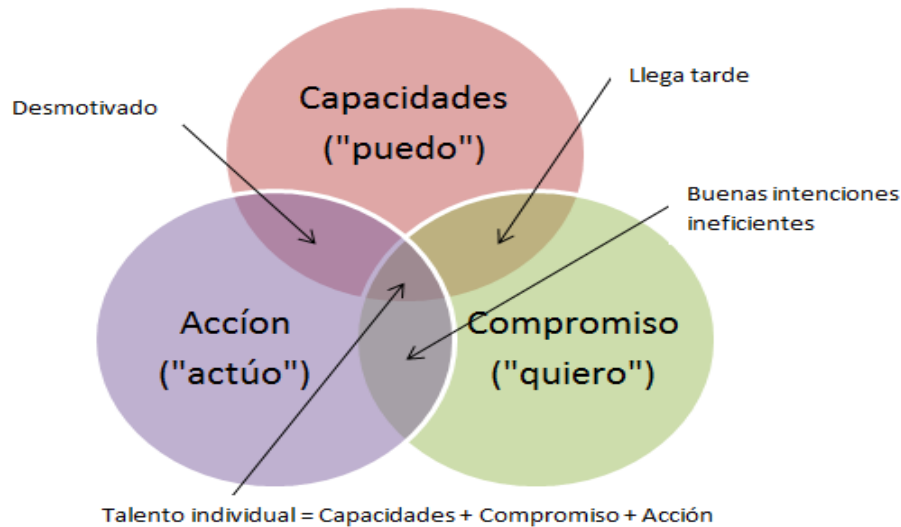 Capacidades
("puedo")
Llega tarde
Desmotivado
Buenas intenciones
ineficientes
Accíon
("actúo")
Compromiso
("quiero")
Talento individual = Capacidades + Compromiso + Acción